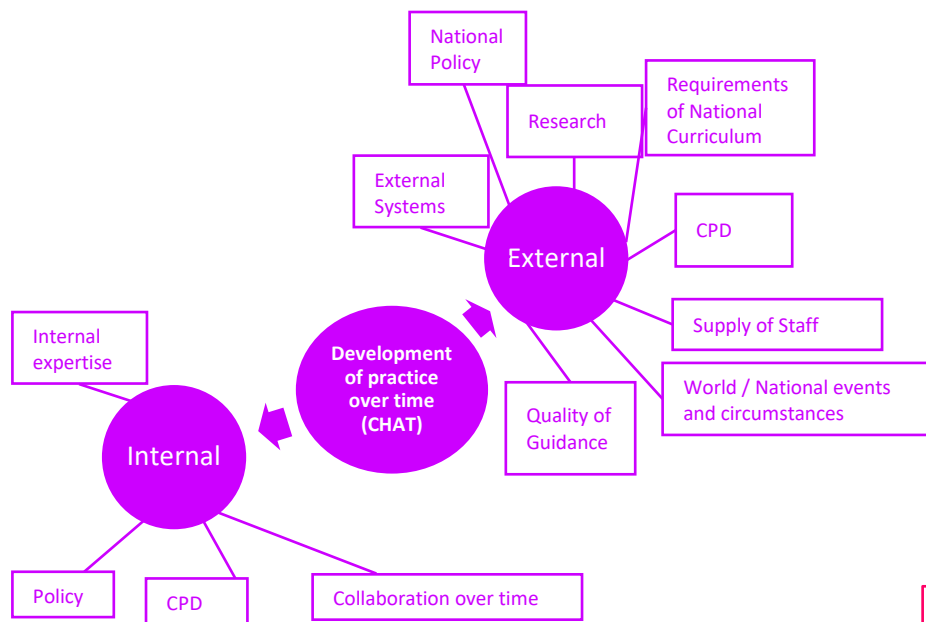 National
Policy
Research
Requirements
of National
Curriculum
External
Systems
CPD
External
Supply of Staff
World / National events
and circumstances
Quality of
Guidance
Development
of practice
over time
(CHAT)
Internal
expertise
Internal
Policy
CPD
Collaboration over time